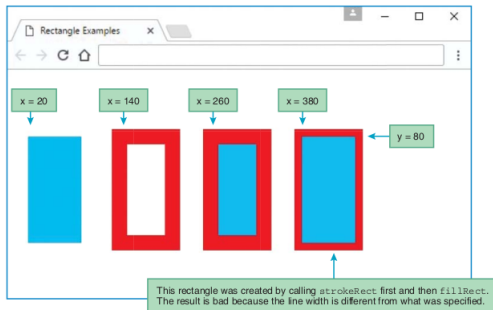 Rectangle Examples
x = 20
x = 140
x = 260
x = 380
y = 80
This rectangle was created by calling strokeRect first and then fillRect.
The result is bad because the line width is different from what was specified.